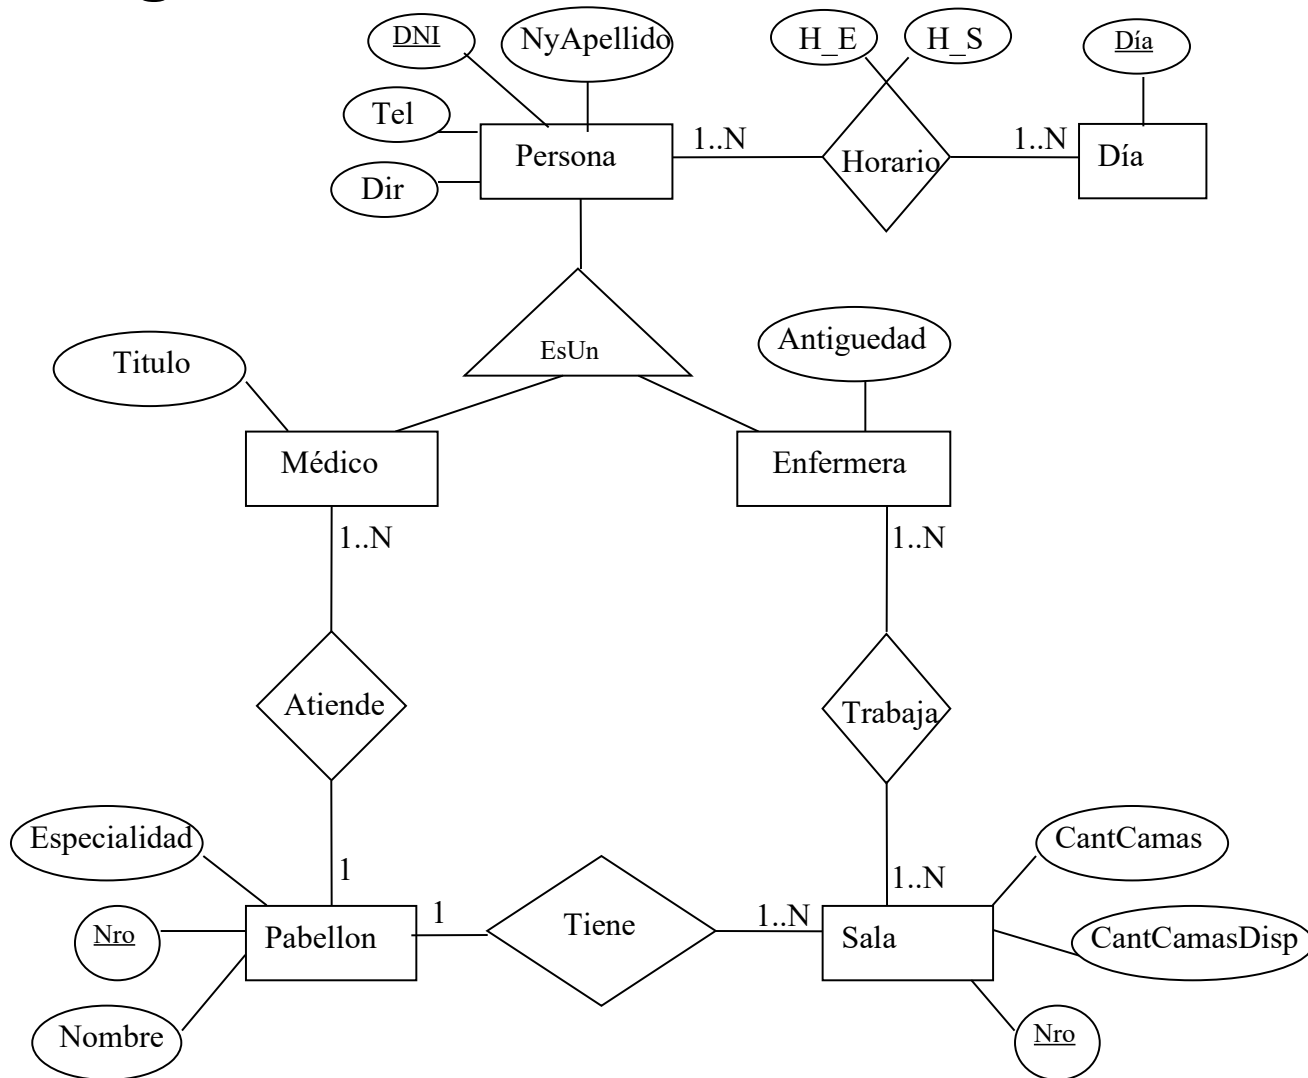 DNI
NyApellido
H_E
H_S
Día
Tel
Persona
1..N
Horario
1..N
Día
Dir
EsUn
Titulo
Antiguedad
Médico
Enfermera
1..N
1..N
Atiende
Trabaja
Especialidad
1
1..N
CantCamas
Nro
Pabellon
1
Tiene
1..N
Sala
CantCamasDisp
Nombre
Nro